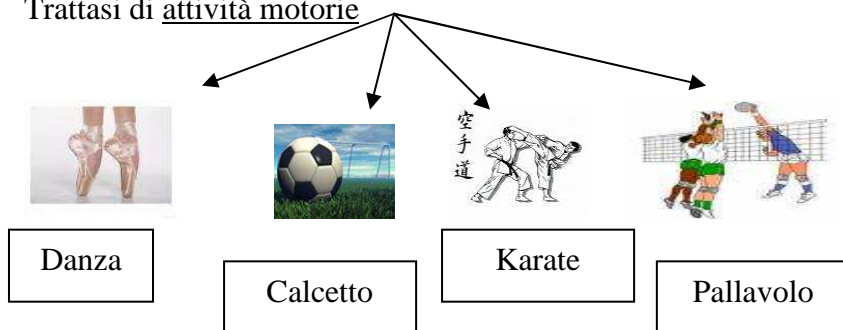 Trattasi di attività motorie
空
手
道
Danza
Calcetto
Karate
Pallavolo